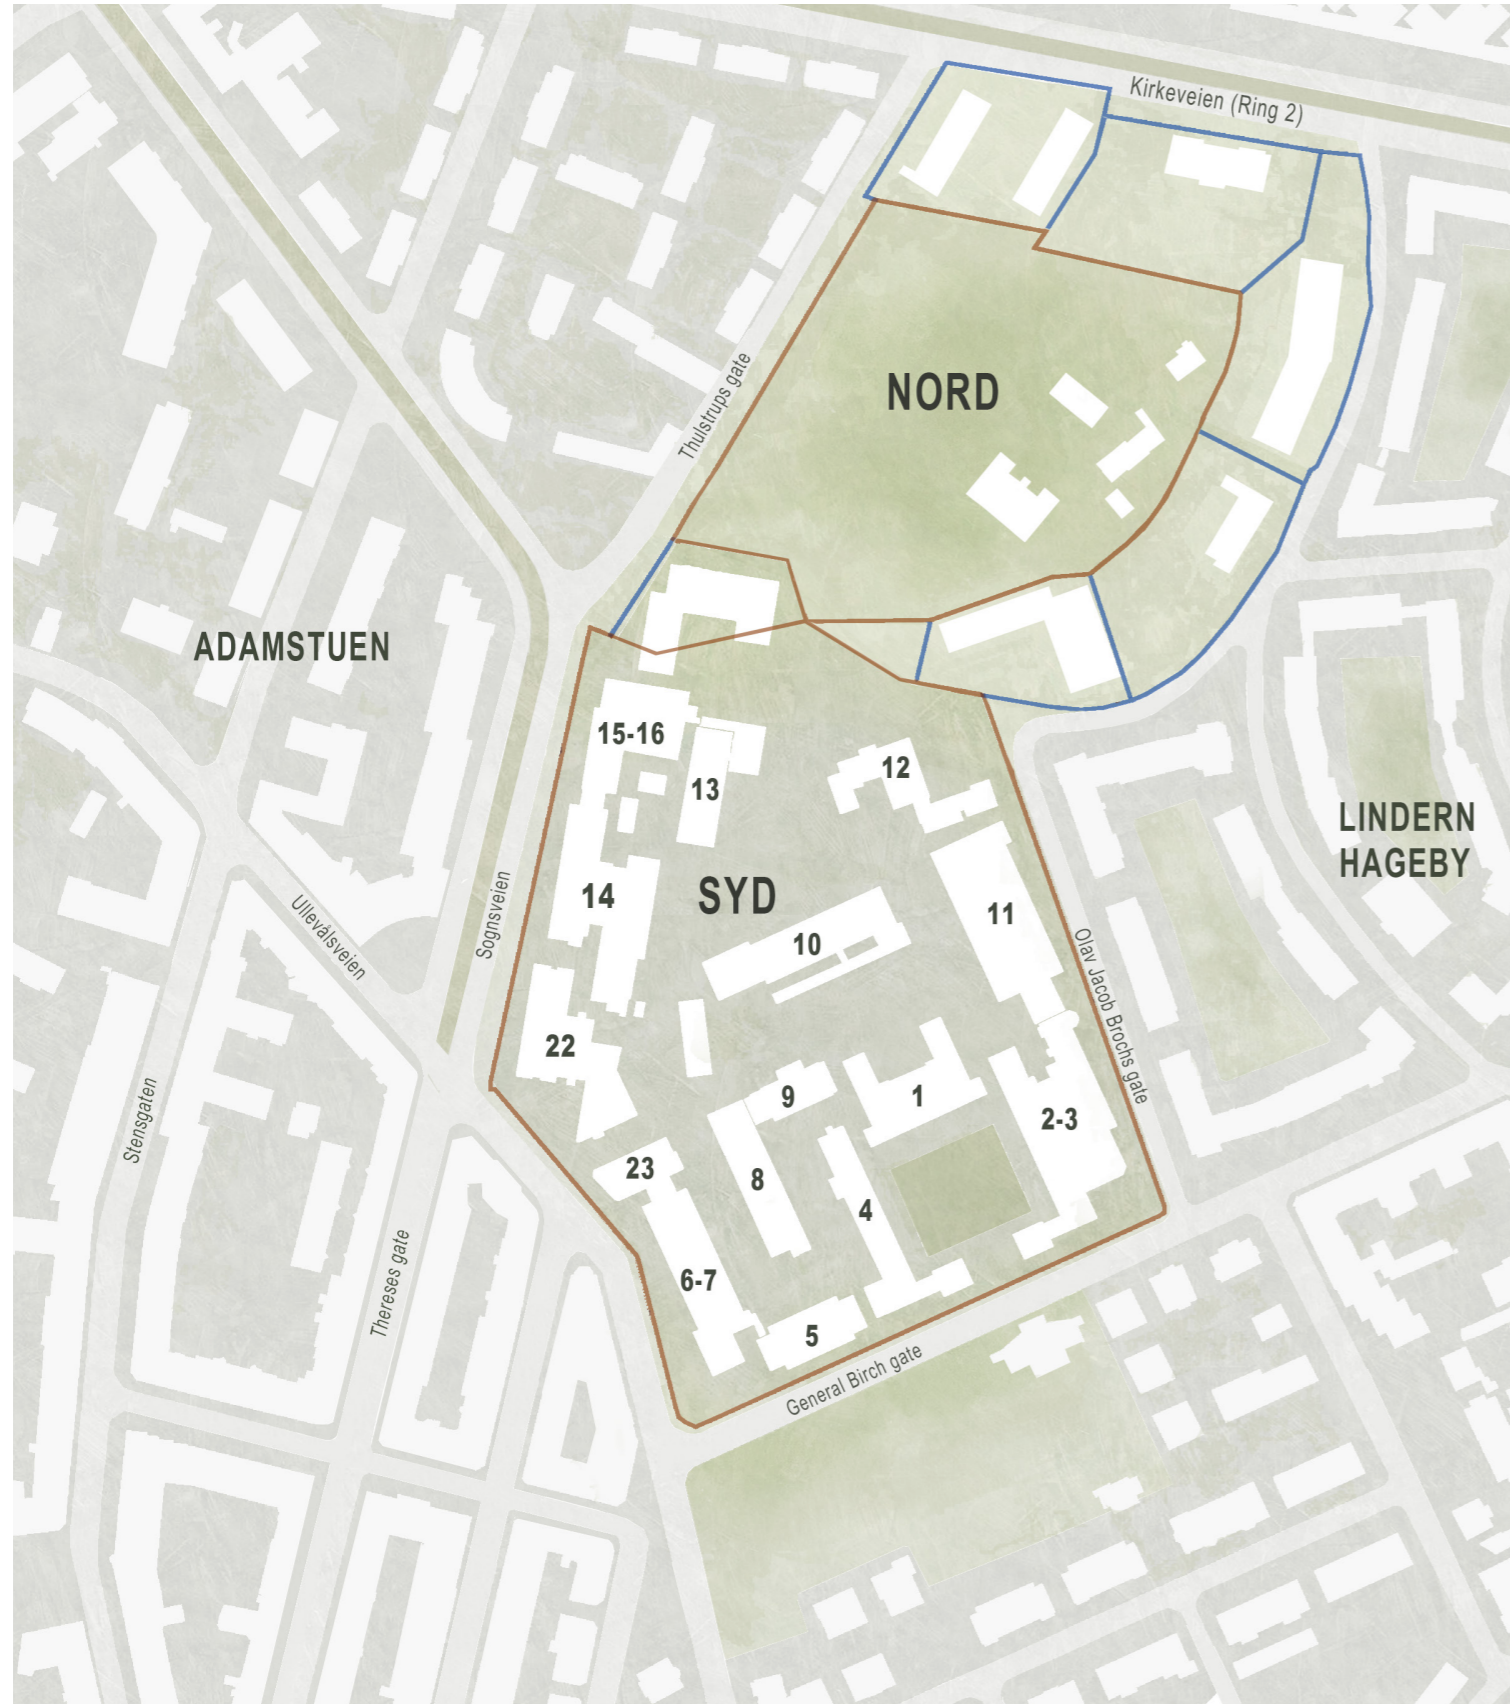 Kirkeveien (Ring 2)
NORD
Thulstrups gate
ADAMSTUEN
15-16
13
12
LINDERN
HAGEBY
14
SYD
11
10
Ullevålsveien
Sognsveien
Olav Jacob Brochs gate
22
9
1
2-3
Stensgaten
23
8
4
Thereses gate
6-7
5
General Birch gate